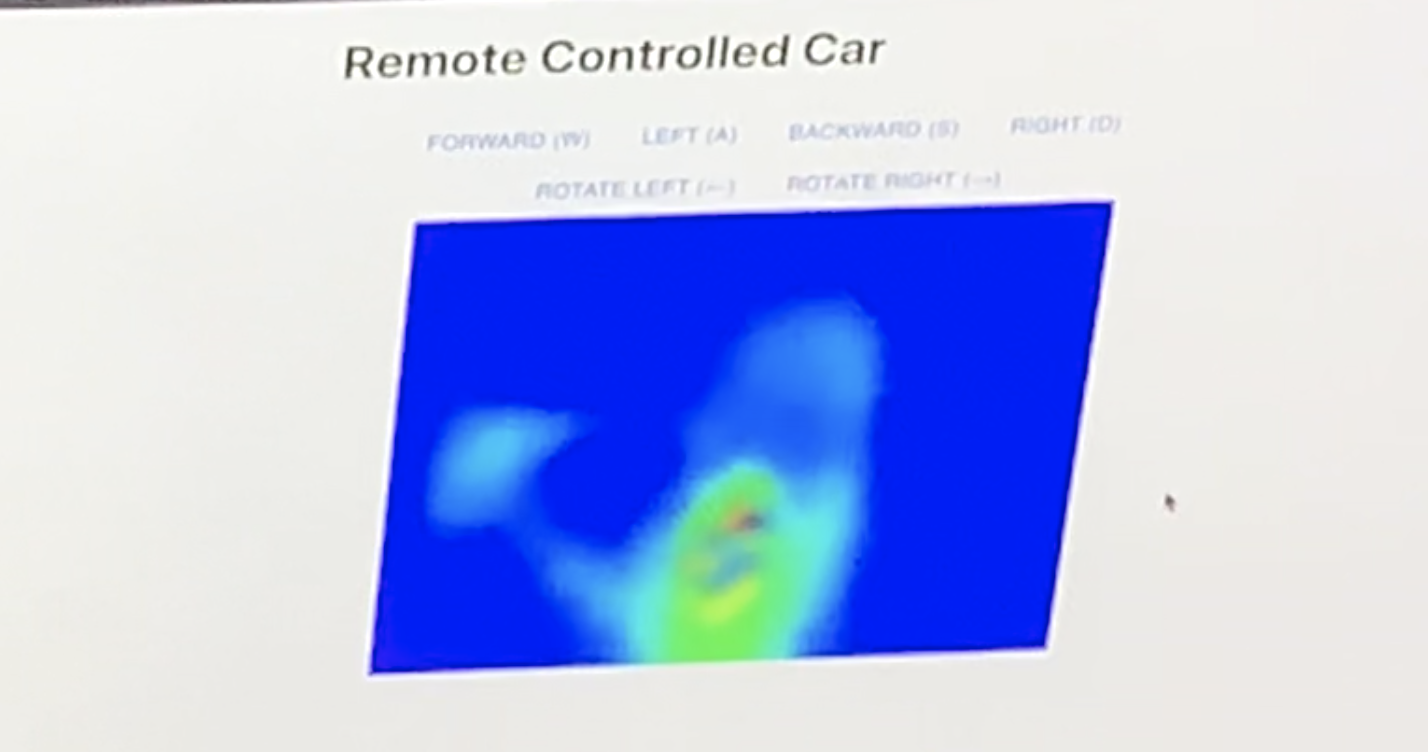 Remote Controlled Car
FORWARD (W) LEFT (A) BACKWARD (S) RIGHT (D)
ROTATE LEFT (←) ROTATE RIGHT (→)